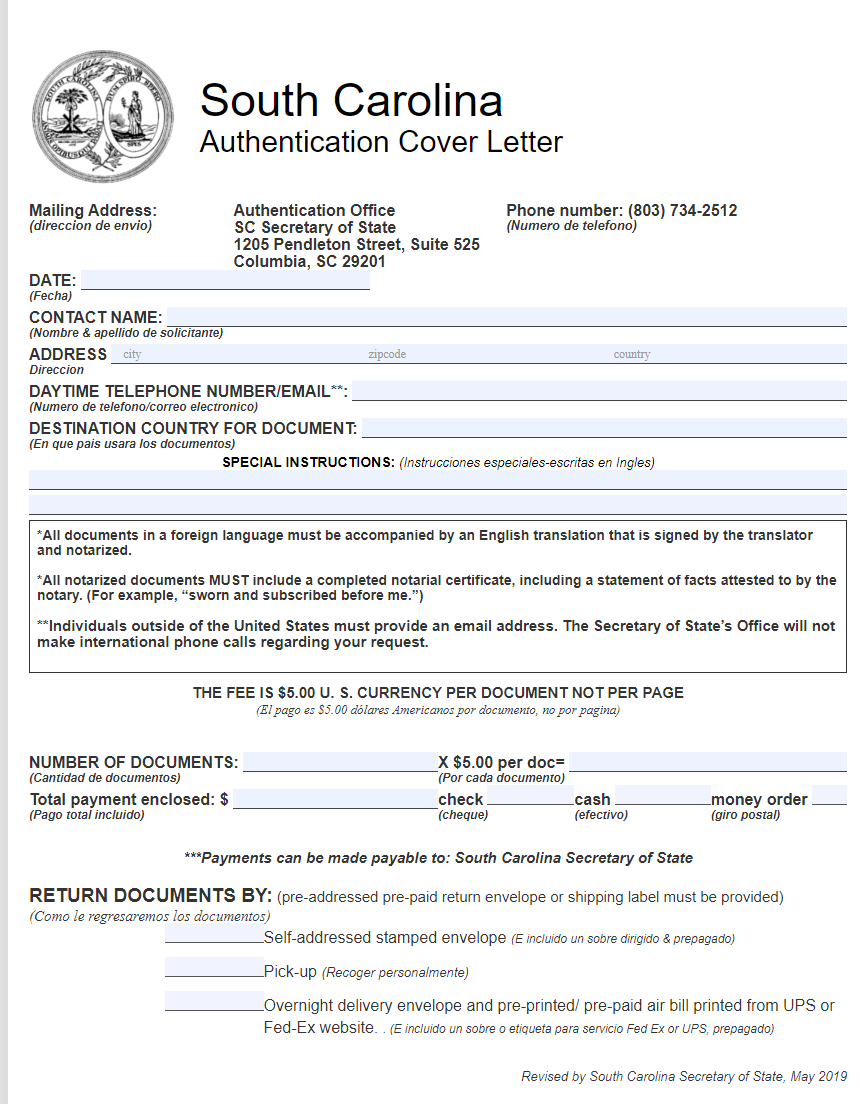 SOUTH CAROLINA
DUM SPIRO SPERO
SPES
South Carolina
Authentication Cover Letter
Mailing Address:
(direccion de envio)
Authentication Office
SC Secretary of State
1205 Pendleton Street, Suite 525
Columbia, SC 29201
Phone number: (803) 734-2512
(Numero de telefono)
DATE:
(Fecha)
CONTACT NAME:
(Nombre & apellido de solicitante)
ADDRESS city zipcode country
Direccion
DAYTIME TELEPHONE NUMBER/EMAIL**:
(Numero de telefono/correo electronico)
DESTINATION COUNTRY FOR DOCUMENT:
(En que pais usara los documentos)
SPECIAL INSTRUCTIONS: (Instrucciones especiales-escritas en Ingles)
*All documents in a foreign language must be accompanied by an English translation that is signed by the translator
and notarized.
*All notarized documents MUST include a completed notarial certificate, including a statement of facts attested to by the
notary. (For example, “sworn and subscribed before me.”)
**Individuals outside of the United States must provide an email address. The Secretary of State’s Office will not
make international phone calls regarding your request.
THE FEE IS $5.00 U. S. CURRENCY PER DOCUMENT NOT PER PAGE
(El pago es $5.00 dólares Americanos por documento, no por pagina)
NUMBER OF DOCUMENTS: X $5.00 per doc=
(Cantidad de documentos) (Por cada documento)
Total payment enclosed: $ check cash money order
(Pago total incluido) (cheque) (efectivo) (giro postal)
***Payments can be made payable to: South Carolina Secretary of State
RETURN DOCUMENTS BY: (pre-addressed pre-paid return envelope or shipping label must be provided)
(Como le regresaremos los documentos)
Self-addressed stamped envelope (E incluido un sobre dirigido & prepagado)
Pick-up (Recoger personalmente)
Overnight delivery envelope and pre-printed/ pre-paid air bill printed from UPS or
Fed-Ex website. . (E incluido un sobre o etiqueta para servicio Fed Ex or UPS, prepagado)
Revised by South Carolina Secretary of State, May 2019